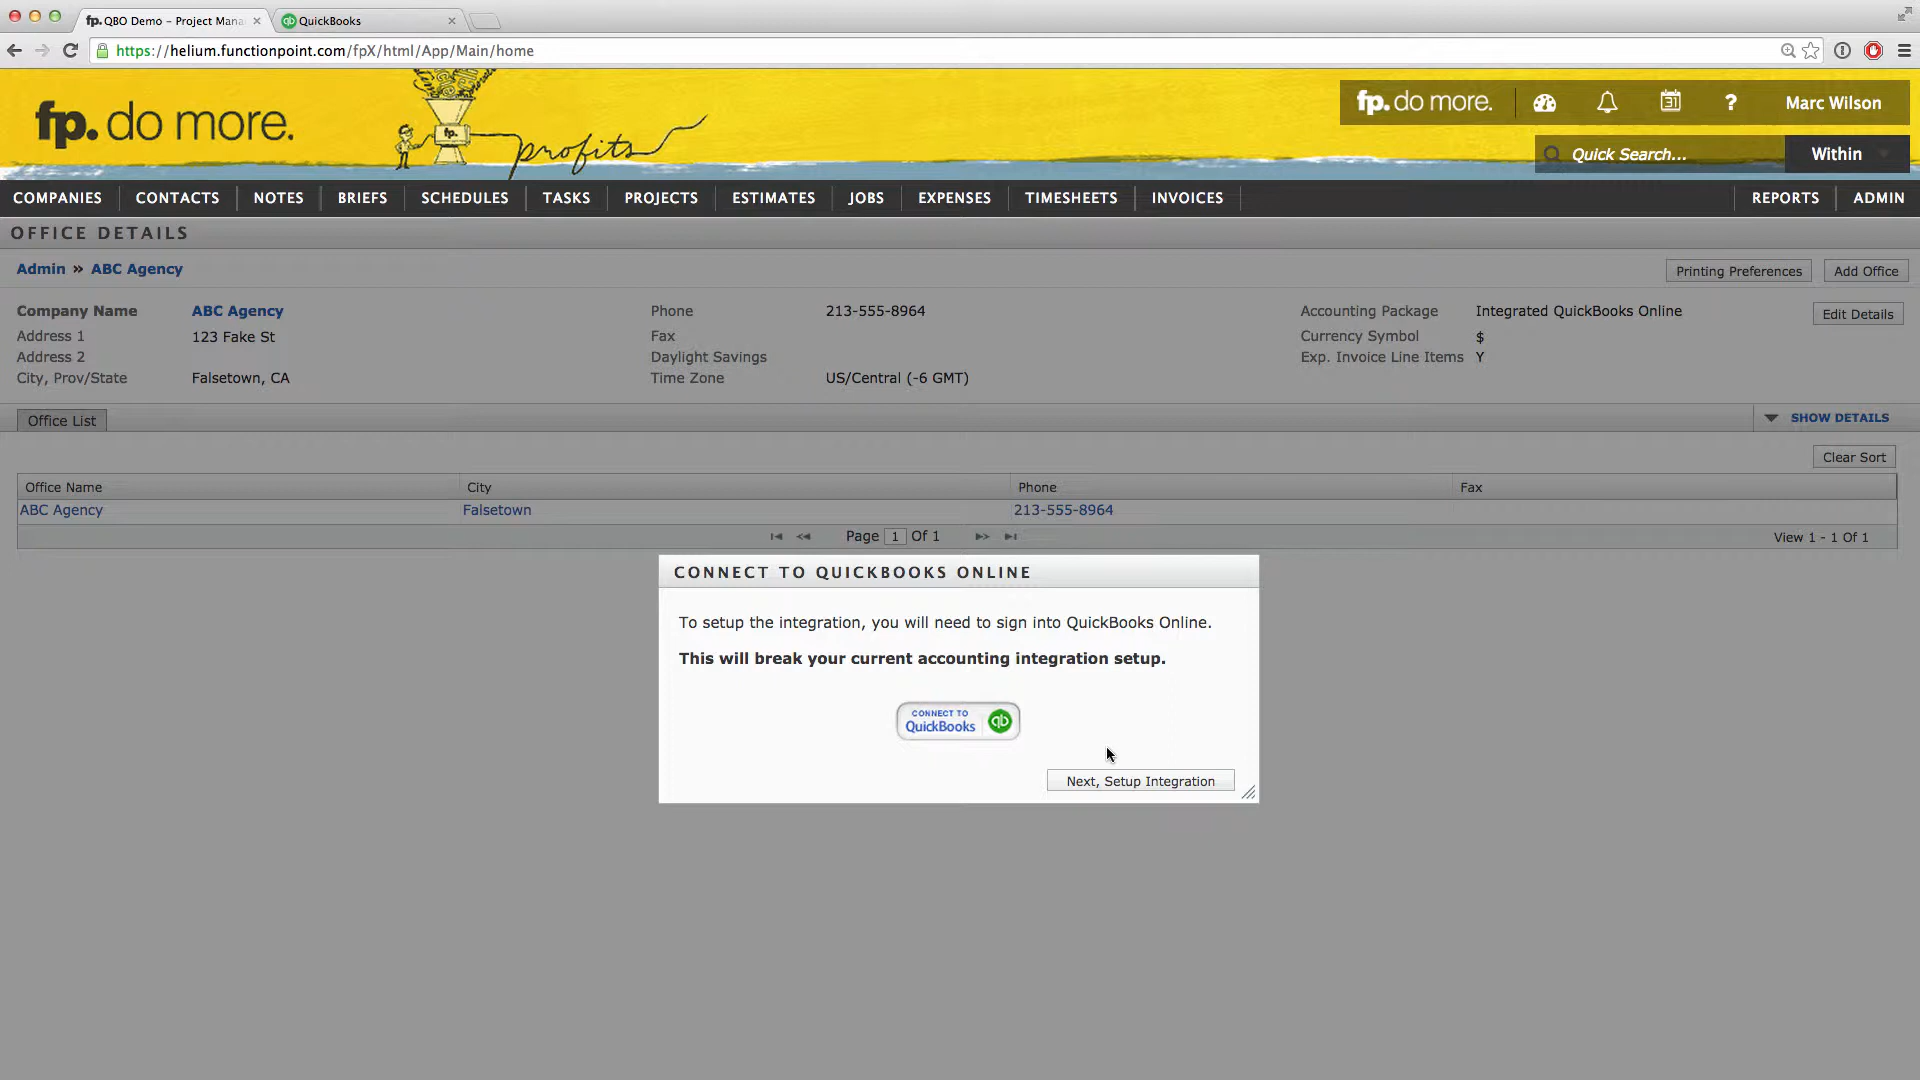 fp. QBO Demo - Project Mana
QuickBooks
https://helium.functionpoint.com/fpX/html/App/Main/home
fp. do more.
fp.
profits
fp. do more.
31
?
Marc Wilson
Quick Search...
Within
COMPANIES
CONTACTS
NOTES
BRIEFS
SCHEDULES
TASKS
PROJECTS
ESTIMATES
JOBS
EXPENSES
TIMESHEETS
INVOICES
REPORTS
ADMIN
OFFICE DETAILS
Admin » ABC Agency
Printing Preferences
Add Office
Company Name ABC Agency
Phone 213-555-8964
Accounting Package Integrated QuickBooks Online
Edit Details
Address 1 123 Fake St
Fax
Currency Symbol $
Address 2
Daylight Savings
Exp. Invoice Line Items Y
City, Prov/State Falsetown, CA
Time Zone US/Central (-6 GMT)
Office List
SHOW DETAILS
Clear Sort
Office Name City Phone Fax
ABC Agency Falsetown 213-555-8964
Page 1 Of 1
View 1 - 1 Of 1
CONNECT TO QUICKBOOKS ONLINE
To setup the integration, you will need to sign into QuickBooks Online.
This will break your current accounting integration setup.
CONNECT TO
QuickBooks
qb
Next, Setup Integration